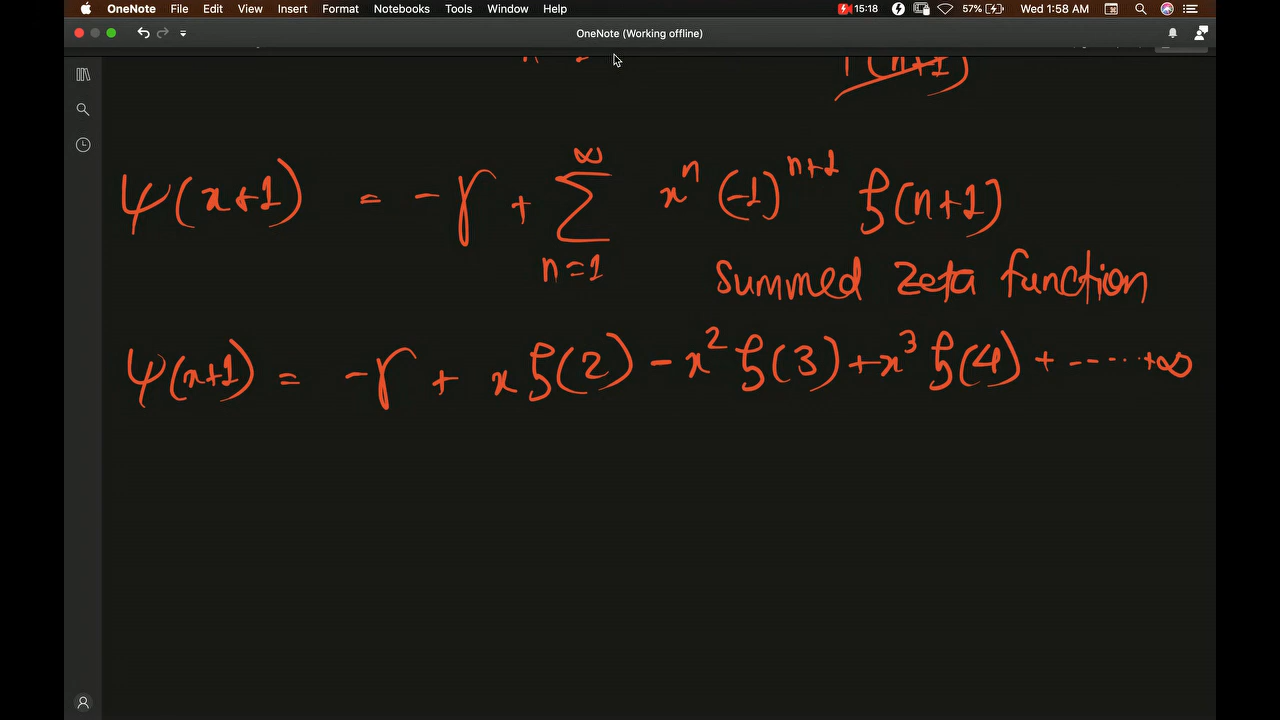 OneNote File Edit View Insert Format Notebooks Tools Window Help 15:18 57% Wed 1:58 AM
OneNote (Working offline)
Γ(n+1)
ψ(x+1) = -γ + ∑_{n=1}^{∞} x^n (-1)^{n+1} ζ(n+1)
summed zeta function
ψ(x+1) = -γ + xζ(2) - x²ζ(3) + x³ζ(4) + ------ +∞